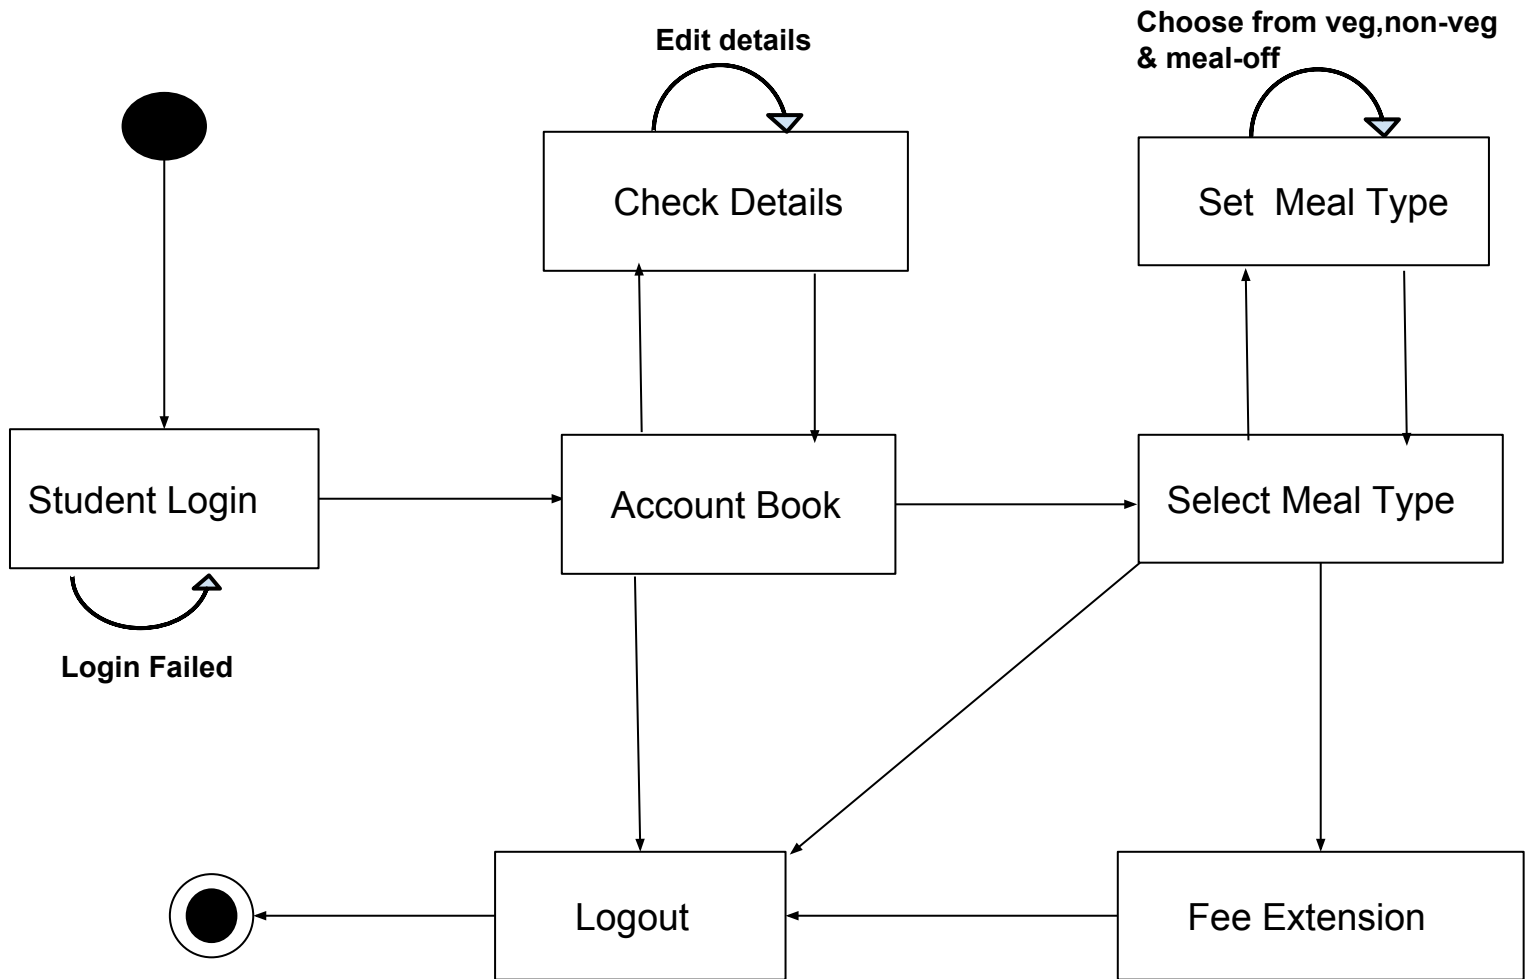 Edit details
Choose from veg,non-veg
& meal-off
Check Details
Set Meal Type
Student Login
Account Book
Select Meal Type
Login Failed
Logout
Fee Extension